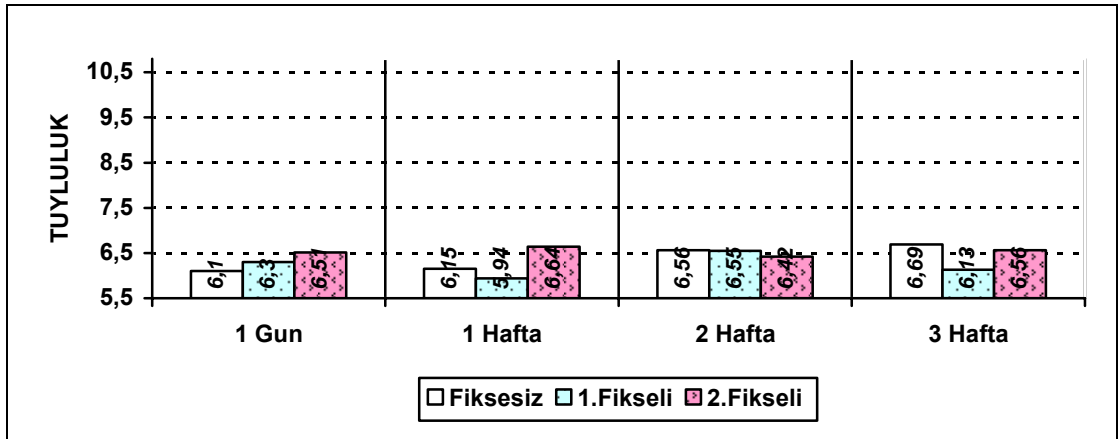 TUYLULUK
10,5
9,5
8,5
7,5
6,5
5,5
6,1
6,3
6,51
6,15
5,94
6,64
6,56
6,55
6,42
6,69
6,13
6,56
1 Gun
1 Hafta
2 Hafta
3 Hafta
Fiksesiz
1.Fikseli
2.Fikseli